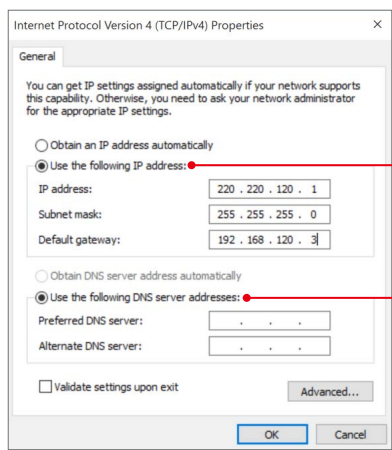 Internet Protocol Version 4 (TCP/IPv4) Properties
General
You can get IP settings assigned automatically if your network supports
this capability. Otherwise, you need to ask your network administrator
for the appropriate IP settings.
Obtain an IP address automatically
Use the following IP address:
IP address: 220 . 220 . 120 . 1
Subnet mask: 255 . 255 . 255 . 0
Default gateway: 192 . 168 . 120 . 3
Obtain DNS server address automatically
Use the following DNS server addresses:
Preferred DNS server: . . .
Alternate DNS server: . . .
Validate settings upon exit
Advanced...
OK Cancel